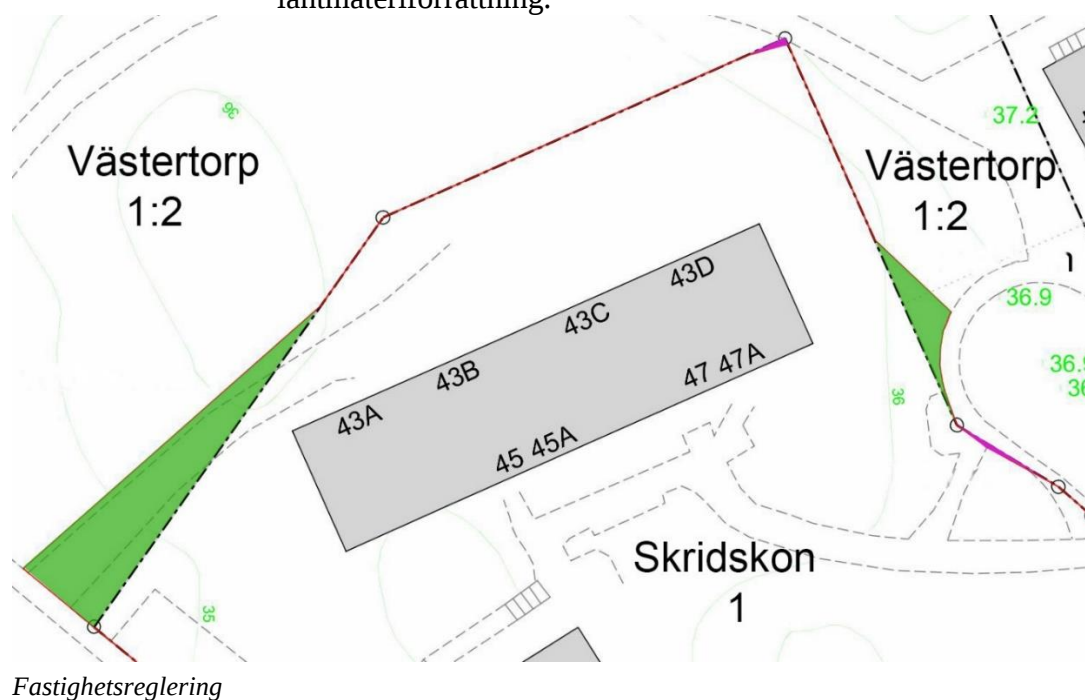 lantmäteriförrättning.
37.2
36
Västertorp
1:2
Västertorp
1:2
36.9
43D
43C
43B
43A
47 47A
45 45A
36
Skridskon
1
35
Fastighetsreglering